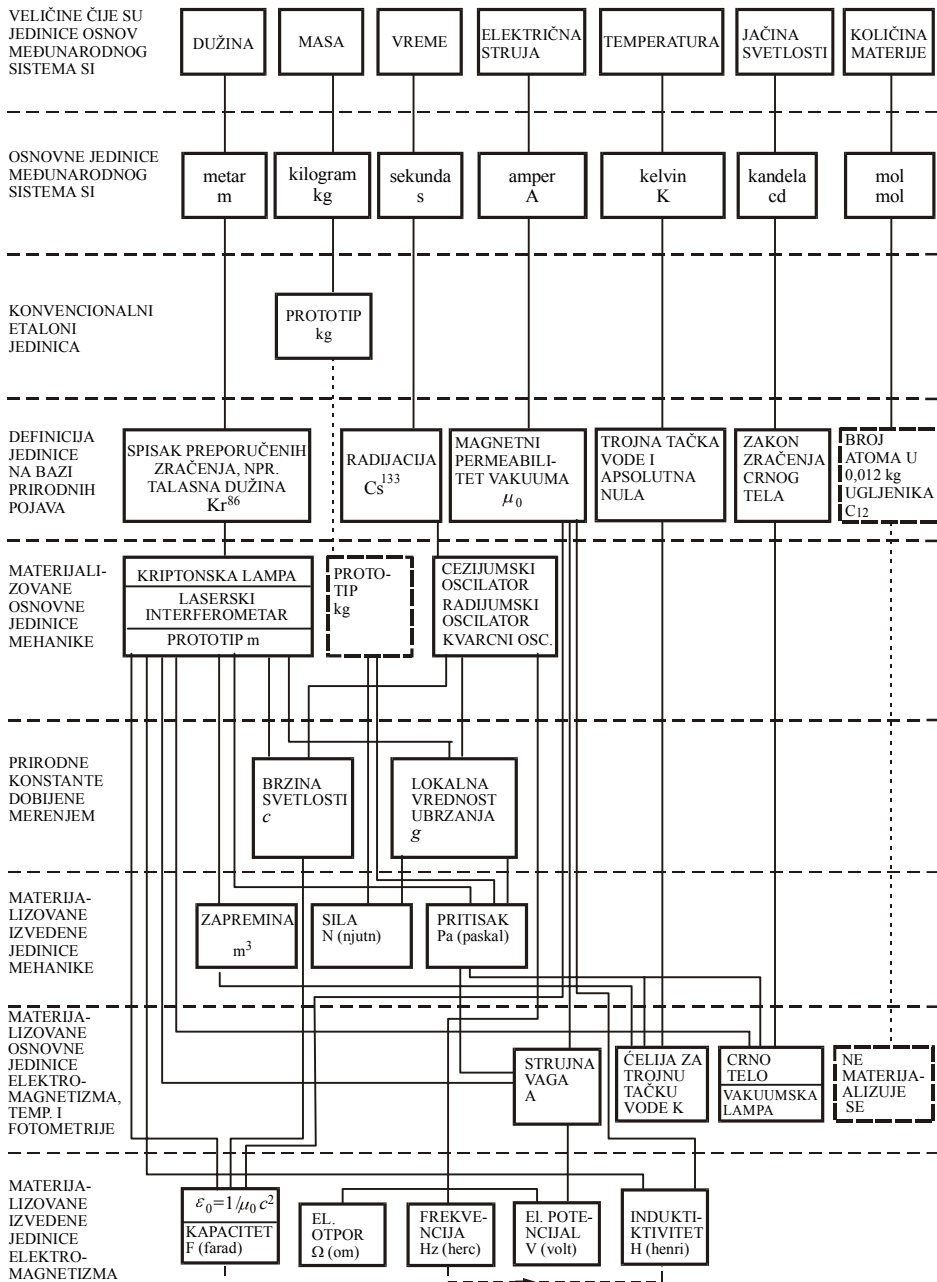 VELIČINE ČIJE SU
JEDINICE OSNOV
MEĐUNARODNOG
SISTEMA SI
DUŽINA
MASA
VREME
ELEKTRIČNA
STRUJA
TEMPERATURA
JAČINA
SVETLOSTI
KOLIČINA
MATERIJE
OSNOVNE JEDINICE
MEĐUNARODNOG
SISTEMA SI
metar
m
kilogram
kg
sekunda
s
amper
A
kelvin
K
kandela
cd
mol
mol
KONVENCIONALNI
ETALONI
JEDINICA
PROTOTIP
kg
DEFINICIJA
JEDINICE
NA BAZI
PRIRODNIH
POJAVA
SPISAK PREPORUČENIH
ZRAČENJA, NPR.
TALASNA DUŽINA
Kr⁸⁶
RADIJACIJA
Cs¹³³
MAGNETNI
PERMEABILI-
TET VAKUUMA
μ₀
TROJNA TAČKA
VODE I
APSOLUTNA
NULA
ZAKON
ZRAČENJA
CRNOG
TELA
BROJ
ATOMA U
0,012 kg
UGLJENIKA
C₁₂
MATERIJALI-
ZOVANE
OSNOVNE
JEDINICE
MEHANIKE
KRIPTONSKA LAMPA
LASERSKI
INTERFEROMETAR
PROTOTIP m
PROTO-
TIP
kg
CEZIJUMSKI
OSCILATOR
RADIJUMSKI
OSCILATOR
KVARCNI OSC.
PRIRODNE
KONSTANTE
DOBIJENE
MERENJEM
BRZINA
SVETLOSTI
c
LOKALNA
VREDNOST
UBRZANJA
g
MATERIJA-
LIZOVANE
IZVEDENE
JEDINICE
MEHANIKE
ZAPREMINA
m³
SILA
N (njutn)
PRITISAK
Pa (paskal)
MATERIJA-
LIZOVANE
OSNOVNE
JEDINICE
ELEKTRO-
MAGNETIZMA,
TEMP. I
FOTOMETRIJE
STRUJNA
VAGA
A
ĆELIJA ZA
TROJNU
TAČKU
VODE K
CRNO
TELO
VAKUUMSKA
LAMPA
NE
MATERIJA-
ALIZUJE
SE
MATERIJA-
LIZOVANE
IZVEDENE
JEDINICE
ELEKTRO-
MAGNETIZMA
ε₀=1/μ₀c²
KAPACITET
F (farad)
EL.
OTPOR
Ω (om)
FREKVE-
NCIJA
Hz (herc)
El. POTE-
NCIJAL
V (volt)
INDUKTI-
KTIVITET
H (henri)